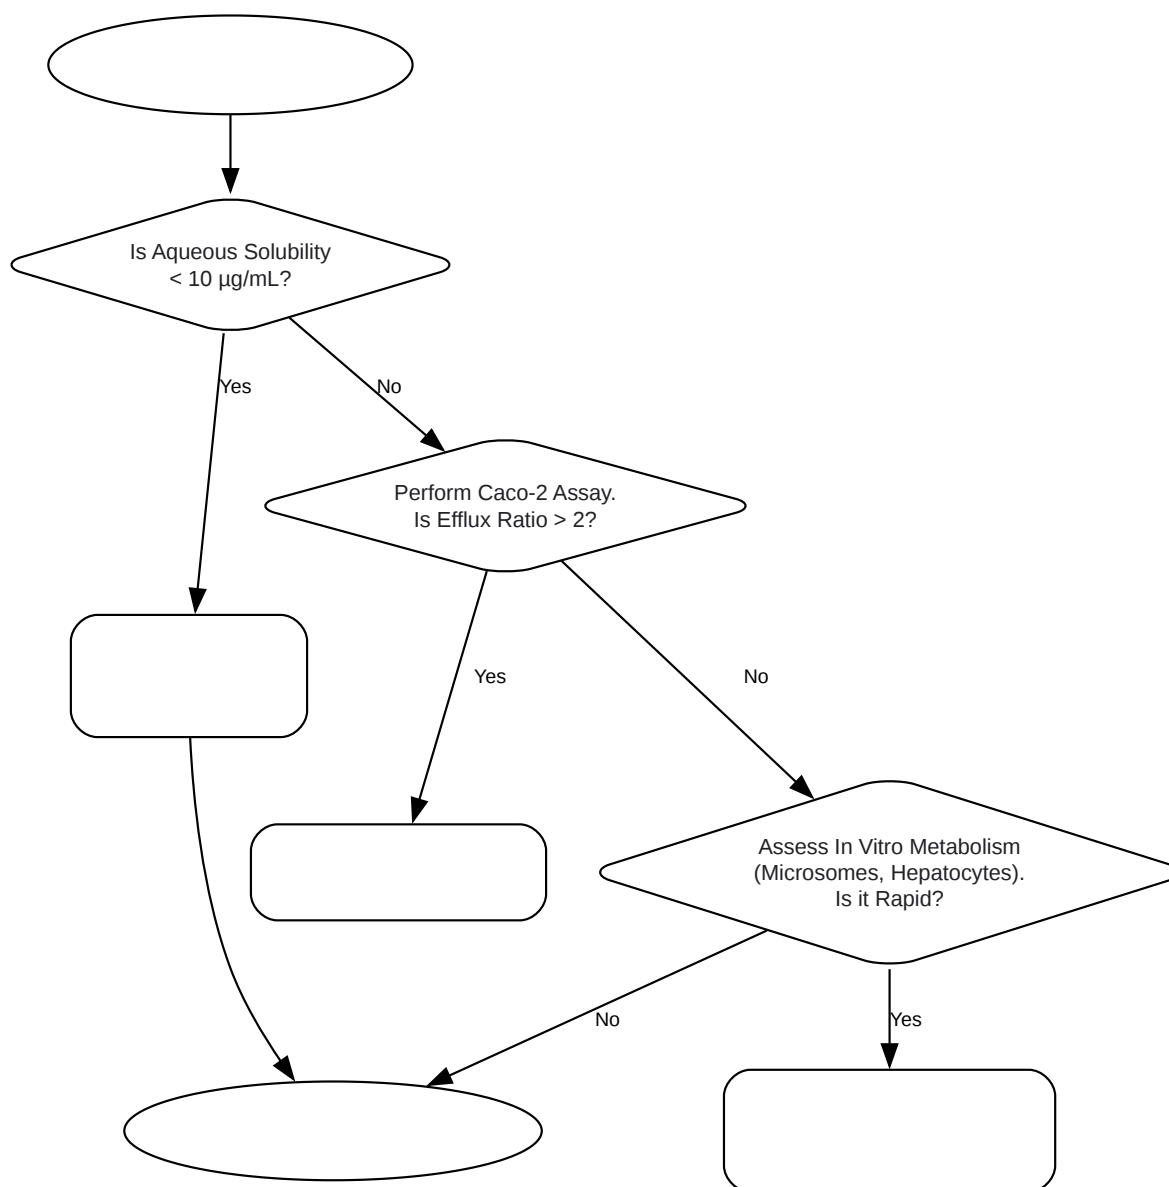 Is Aqueous Solubility
< 10 µg/mL?
Yes
No
Perform Caco-2 Assay.
Is Efflux Ratio > 2?
Yes
No
Assess In Vitro Metabolism
(Microsomes, Hepatocytes).
Is it Rapid?
No
Yes